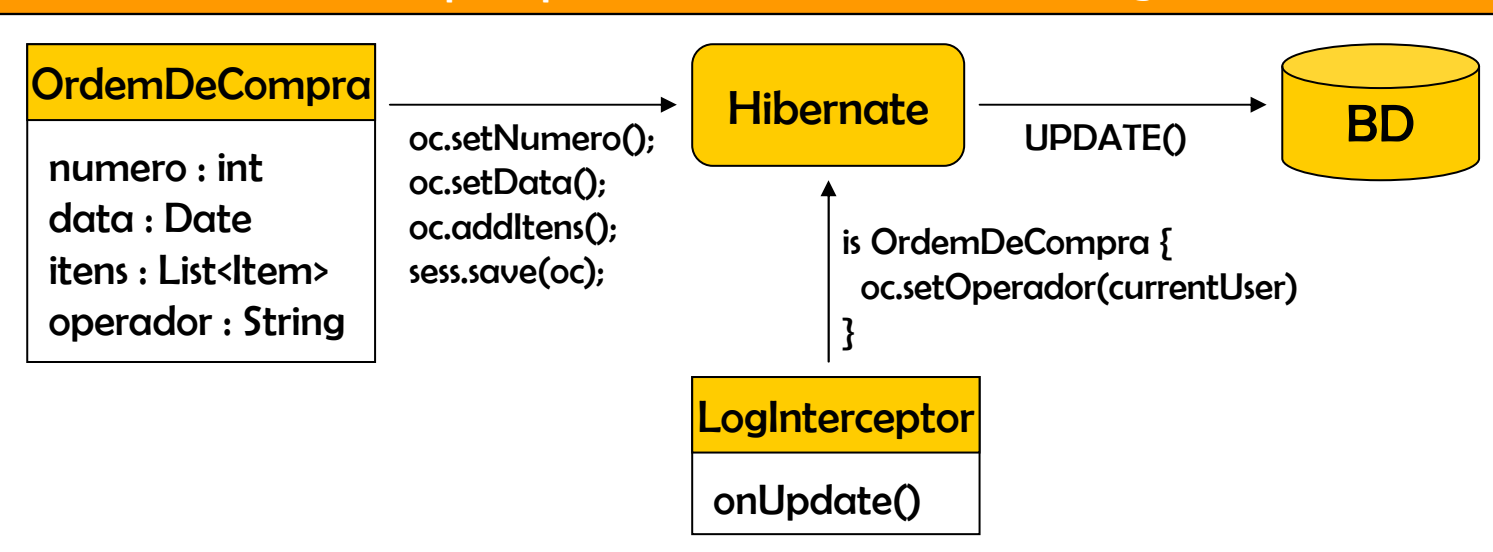 OrdemDeCompra
numero : int
data : Date
itens : List<Item>
operador : String
oc.setNumero();
oc.setData();
oc.addItens();
sess.save(oc);
Hibernate
UPDATE()
BD
is OrdemDeCompra {
oc.setOperador(currentUser)
}
LogInterceptor
onUpdate()